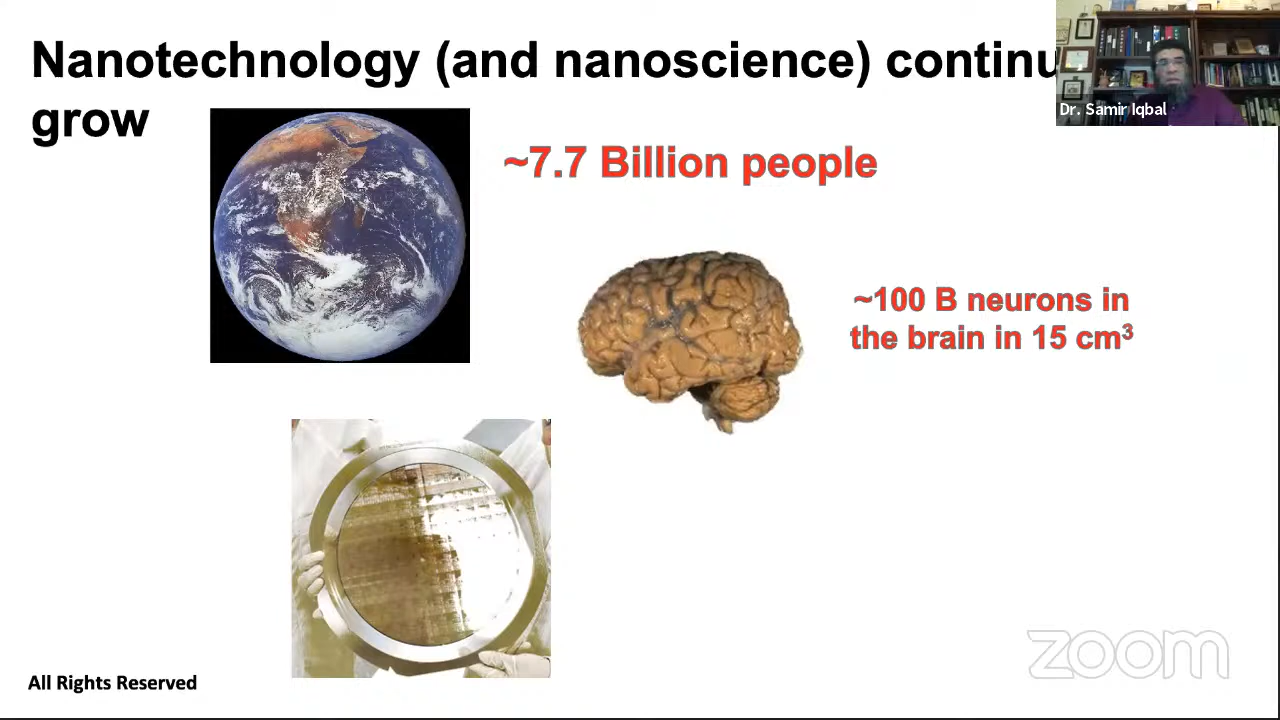 Nanotechnology (and nanoscience) continu
grow
Dr. Samir Iqbal
~7.7 Billion people
~100 B neurons in
the brain in 15 cm³
zoom
All Rights Reserved